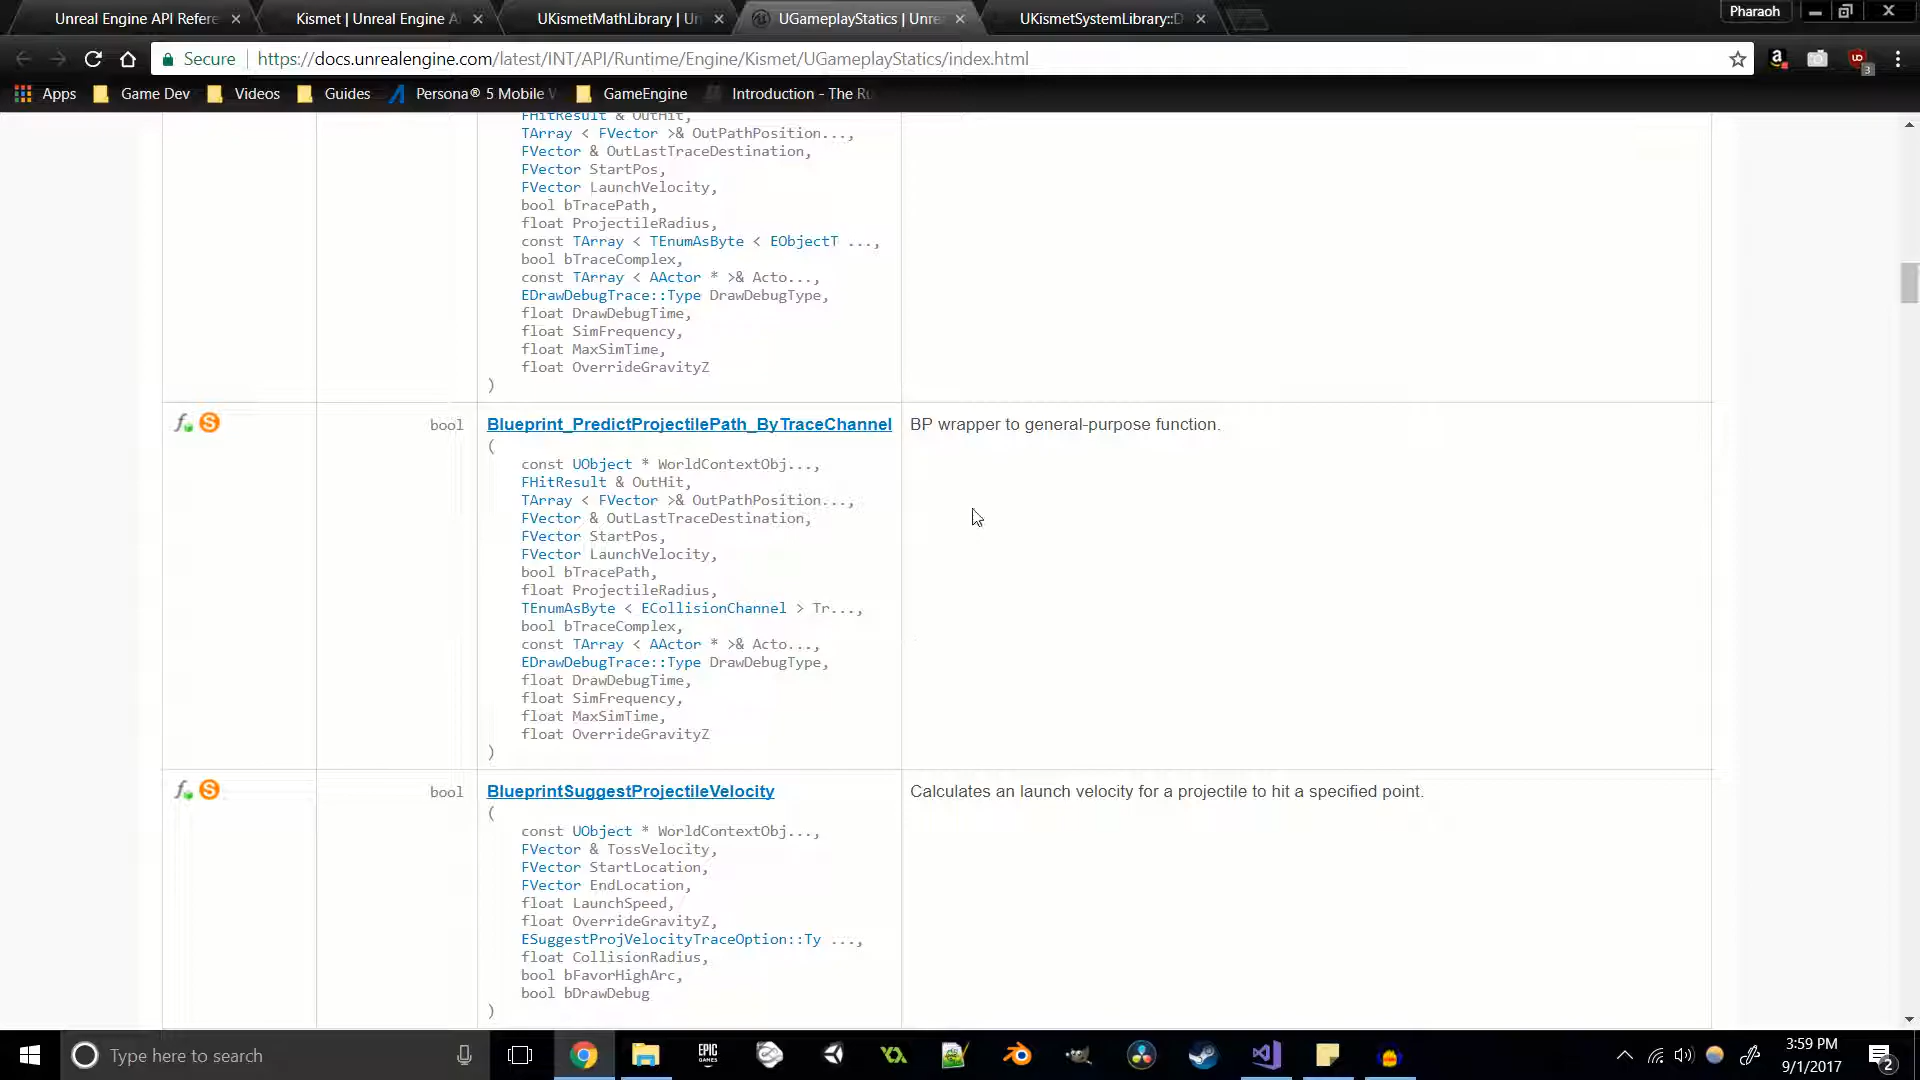 Unreal Engine API Refere
Kismet | Unreal Engine A
UKismetMathLibrary | Un
UGameplayStatics | Unre
UKismetSystemLibrary::D
Pharaoh
Secure
https://docs.unrealengine.com/latest/INT/API/Runtime/Engine/Kismet/UGameplayStatics/index.html
3
Apps
Game Dev
Videos
Guides
Persona® 5 Mobile W
GameEngine
Introduction - The Ru
FHitResult & OutHit,
TArray < FVector >& OutPathPosition...,
FVector & OutLastTraceDestination,
FVector StartPos,
FVector LaunchVelocity,
bool bTracePath,
float ProjectileRadius,
const TArray < TEnumAsByte < EObjectT ...,
bool bTraceComplex,
const TArray < AActor * >& Acto...,
EDrawDebugTrace::Type DrawDebugType,
float DrawDebugTime,
float SimFrequency,
float MaxSimTime,
float OverrideGravityZ
)
bool Blueprint_PredictProjectilePath_ByTraceChannel BP wrapper to general-purpose function.
(
const UObject * WorldContextObj...,
FHitResult & OutHit,
TArray < FVector >& OutPathPosition...,
FVector & OutLastTraceDestination,
FVector StartPos,
FVector LaunchVelocity,
bool bTracePath,
float ProjectileRadius,
TEnumAsByte < ECollisionChannel > Tr...,
bool bTraceComplex,
const TArray < AActor * >& Acto...,
EDrawDebugTrace::Type DrawDebugType,
float DrawDebugTime,
float SimFrequency,
float MaxSimTime,
float OverrideGravityZ
)
bool BlueprintSuggestProjectileVelocity Calculates an launch velocity for a projectile to hit a specified point.
(
const UObject * WorldContextObj...,
FVector & TossVelocity,
FVector StartLocation,
FVector EndLocation,
float LaunchSpeed,
float OverrideGravityZ,
ESuggestProjVelocityTraceOption::Ty ...,
float CollisionRadius,
bool bFavorHighArc,
bool bDrawDebug
)
Type here to search
EPIC
GAMES
3:59 PM
9/1/2017
2